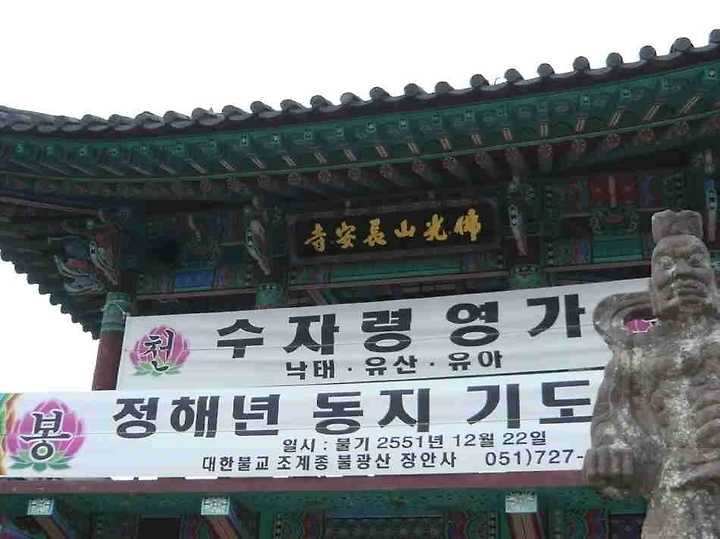 佛光山長安寺
천 수자령 영가
낙태 · 유산 · 유아
봉 정해년 동지 기도
일시 : 불기 2551년 12월 22일
대한불교 조계종 불광산 장안사 051)727-